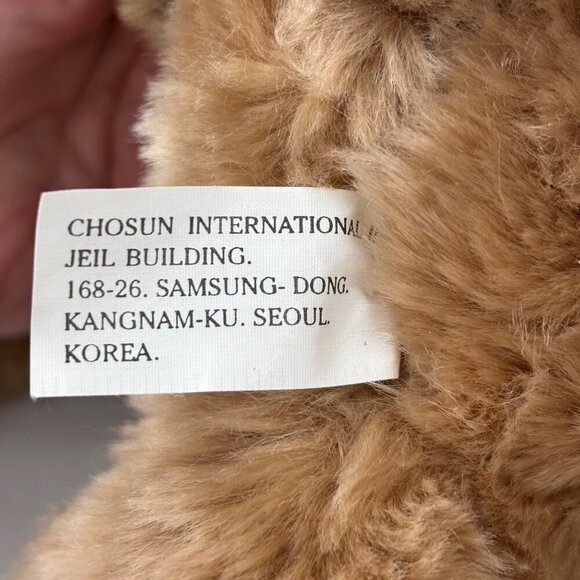 CHOSUN INTERNATIONAL
JEIL BUILDING.
168-26. SAMSUNG- DONG.
KANGNAM-KU. SEOUL.
KOREA.